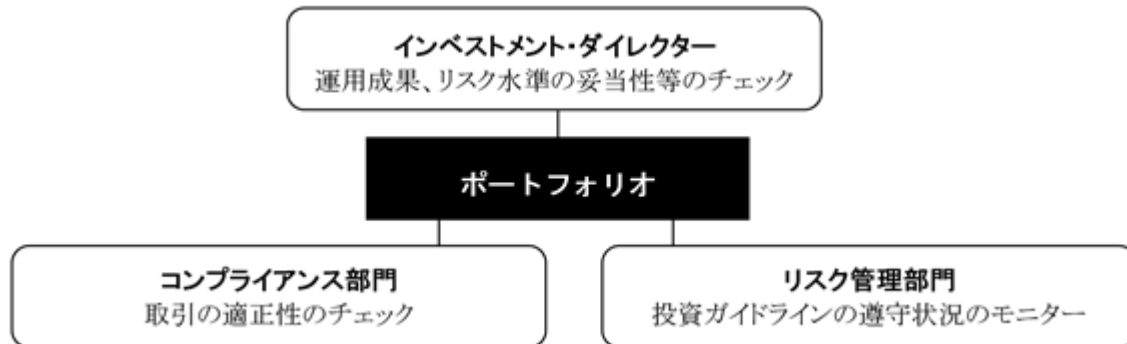 インベストメント・ダイレクター
運用成果、リスク水準の妥当性等のチェック
ポートフォリオ
コンプライアンス部門
取引の適正性のチェック
リスク管理部門
投資ガイドラインの遵守状況のモニター